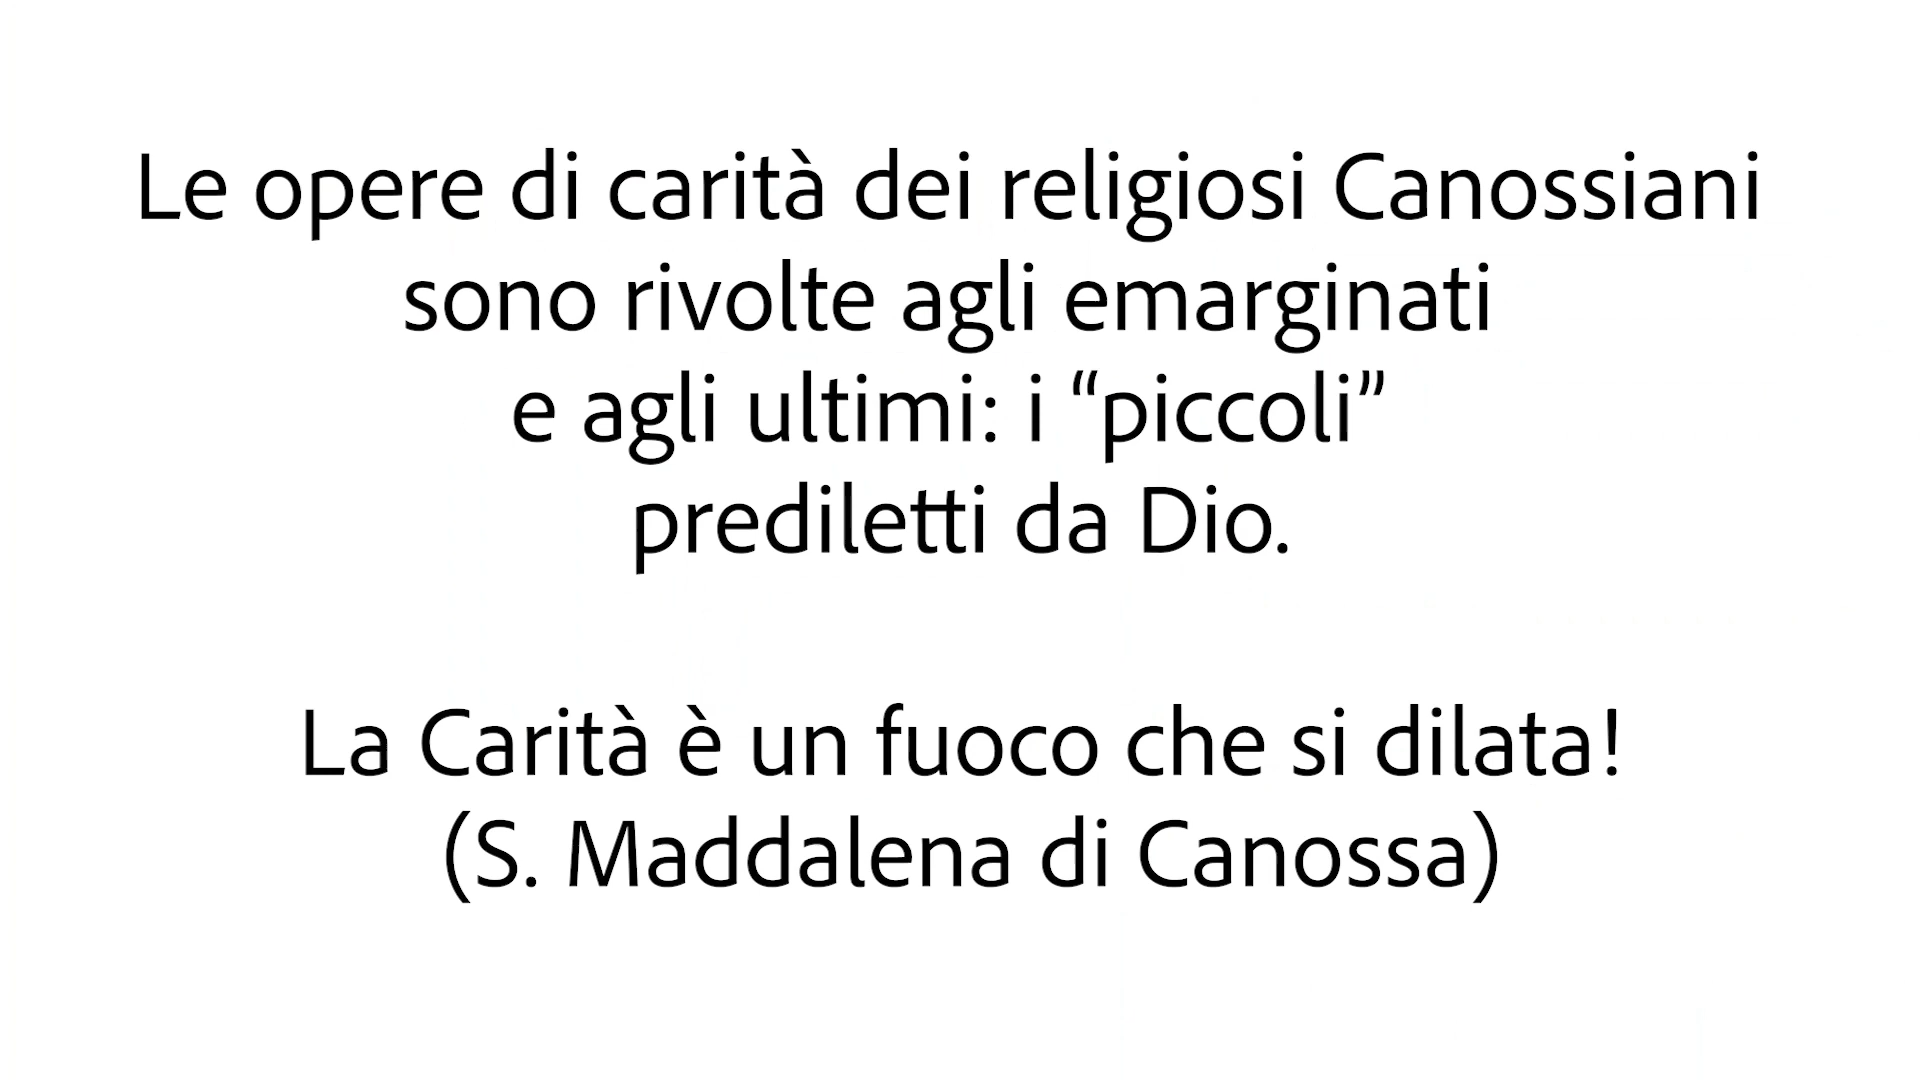 Le opere di carità dei religiosi Canossiani
sono rivolte agli emarginati
e agli ultimi: i “piccoli”
prediletti da Dio.
La Carità è un fuoco che si dilata!
(S. Maddalena di Canossa)